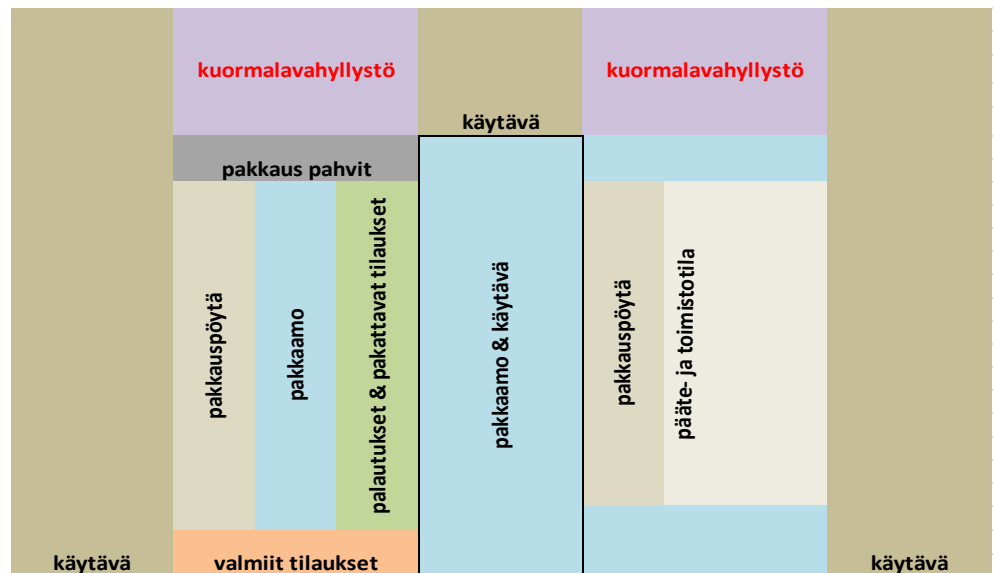 kuormalavahyllystö
kuormalavahyllystö
käytävä
pakkaus pahvit
pakkauspöytä
pakkaamo
palautukset & pakattavat tilaukset
pakkaamo & käytävä
pakkauspöytä
pääte- ja toimistotila
käytävä
valmiit tilaukset
käytävä